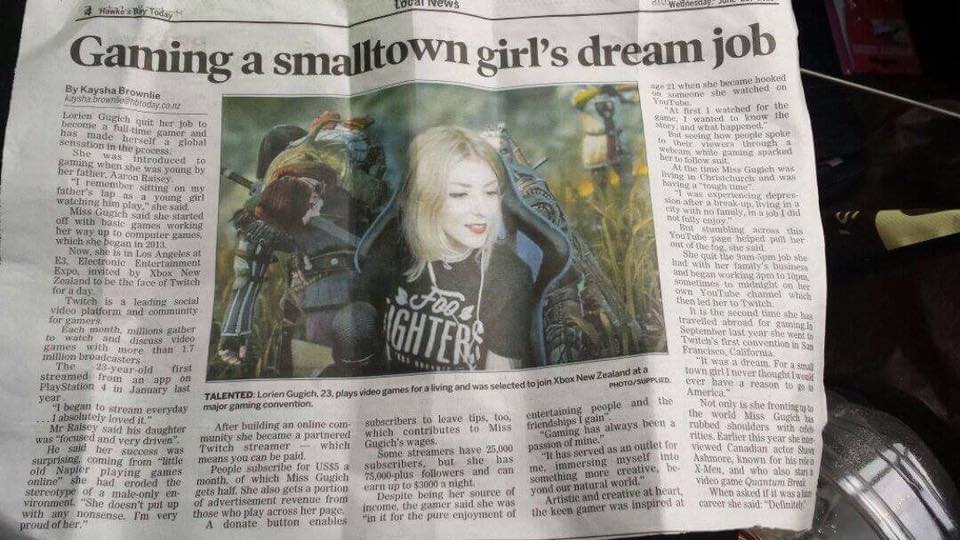 Hawke's Bay Today
Local News
Wednesday, June
Gaming a smalltown girl's dream job
By Kaysha Brownlie
kaysha.brownlie@hbtoday.co.nz
Lorien Gugich quit her job to
become a full-time gamer and
has made herself a global
sensation in the process.
She was introduced to
gaming when she was young by
her father, Aaron Raisey.
"I remember sitting on my
father's lap as a young girl
watching him play," she said.
Miss Gugich said she started
off with basic games working
her way up to computer games,
which she began in 2013.
Now, she is in Los Angeles at
E3, Electronic Entertainment
Expo, invited by Xbox New
Zealand to be the face of Twitch
for a day.
Twitch is a leading social
video platform and community
for gamers.
Each month, millions gather
to watch and discuss video
games with more than 1.7
million broadcasters
The 23-year-old first
streamed from an app on
PlayStation 4 in January last
year.
"I began to stream everyday
... I absolutely loved it."
Mr Raisey said his daughter
was "focused and very driven".
He said her success was
surprising, coming from "little
old Napier playing games
online" she had eroded the
stereotype of a male-only en-
vironment. "She doesn't put up
with any nonsense. I'm very
proud of her."
FOO
FIGHTERS
TALENTED: Lorien Gugich, 23, plays video games for a living and was selected to join Xbox New Zealand at a
major gaming convention.
PHOTO/SUPPLIED.
After building an online com-
munity she became a partnered
Twitch streamer — which
means you can be paid.
People subscribe for US$5 a
month, of which Miss Gugich
gets half. She also gets a portion
of advertisement revenue from
those who play across her page.
A donate button enables
subscribers to leave tips, too,
which contributes to Miss
Gugich's wages.
Some streamers have 25,000
subscribers, but she has
75,000-plus followers and can
earn up to $3000 a night.
Despite being her source of
income, the gamer said she was
"in it for the pure enjoyment of
entertaining people and the
friendships I gain".
"Gaming has always been a
passion of mine."
"It has served as an outlet for
me, immersing myself into
something more creative, be-
yond our natural world."
Artistic and creative at heart,
the keen gamer was inspired at
age 21 when she became hooked
on someone she watched on
YouTube.
"At first I watched for the
game, I wanted to know the
story, and what happened."
But seeing how people spoke
to their viewers through a
webcam while gaming sparked
her to follow suit.
At the time Miss Gugich was
living in Christchurch and was
having a "tough time".
"I was experiencing depres-
sion after a break-up, living in a
city with no family, in a job I did
not fully enjoy."
But stumbling across this
YouTube page helped pull her
out of the fog, she said.
She quit the 9am-5pm job she
had with her family's business
and began working 3pm to 10pm,
sometimes to midnight on her
own YouTube channel which
then led her to Twitch.
It is the second time she has
travelled abroad for gaming. In
September last year she went to
Twitch's first convention in San
Francisco, California.
"It was a dream. For a small
town girl I never thought I would
ever have a reason to go to
America."
Not only is she fronting up to
the world Miss Gugich has
rubbed shoulders with celeb
rities. Earlier this year she inter
viewed Canadian actor Shawn
Ashmore, known for his role in
X-Men, and who also stars in
video game Quantum Break.
When asked if it was a
career she said: "Definitely."